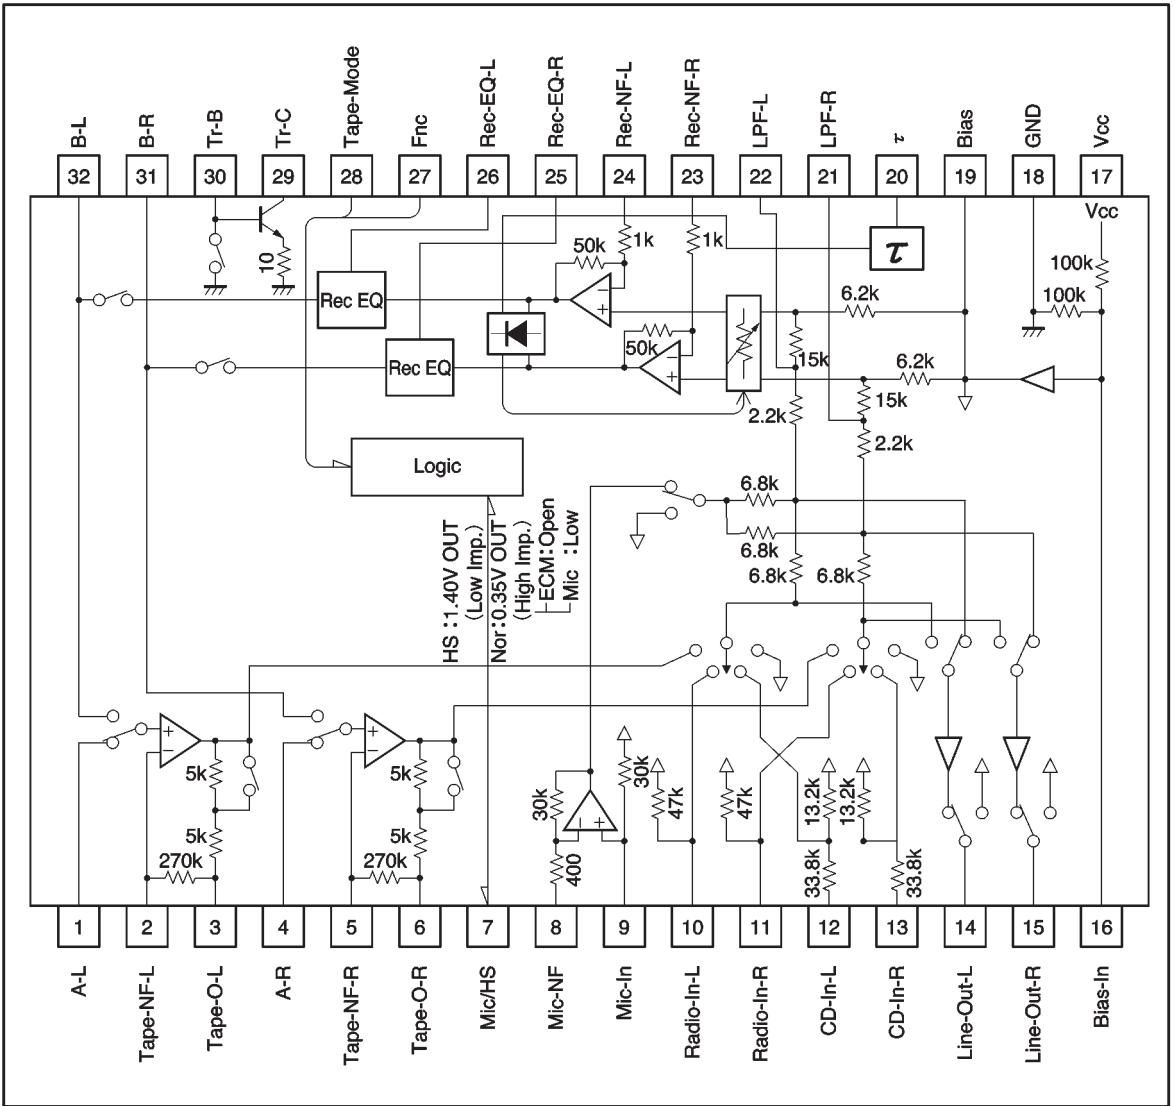 B-L
B-R
Tr-B
Tr-C
Tape-Mode
Fnc
Rec-EQ-L
Rec-EQ-R
Rec-NF-L
Rec-NF-R
LPF-L
LPF-R
τ
Bias
GND
Vcc
32 31 30 29 28 27 26 25 24 23 22 21 20 19 18 17
Vcc
10
50k
1k
1k
τ
100k
100k
Rec EQ
6.2k
50k
15k
6.2k
Rec EQ
2.2k
15k
2.2k
Logic
6.8k
6.8k
6.8k
6.8k
HS :1.40V OUT
(Low Imp.)
Nor:0.35V OUT
(High Imp.)
ECM:Open
Mic :Low
+
−
+
−
+
−
+
−
5k
5k
5k
5k
270k
270k
30k
− +
400
30k
47k
47k
13.2k
13.2k
33.8k
33.8k
1 2 3 4 5 6 7 8 9 10 11 12 13 14 15 16
A-L
Tape-NF-L
Tape-O-L
A-R
Tape-NF-R
Tape-O-R
Mic/HS
Mic-NF
Mic-In
Radio-In-L
Radio-In-R
CD-In-L
CD-In-R
Line-Out-L
Line-Out-R
Bias-In